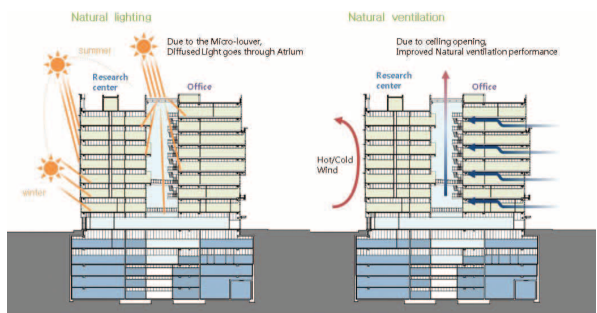 Natural lighting
Due to the Micro-louver,
Diffused Light goes through Atrium
summer
Research
center
Office
winter
Natural ventilation
Due to ceiling opening,
Improved Natural ventilation performance
Research
center
Office
Hot/Cold
Wind